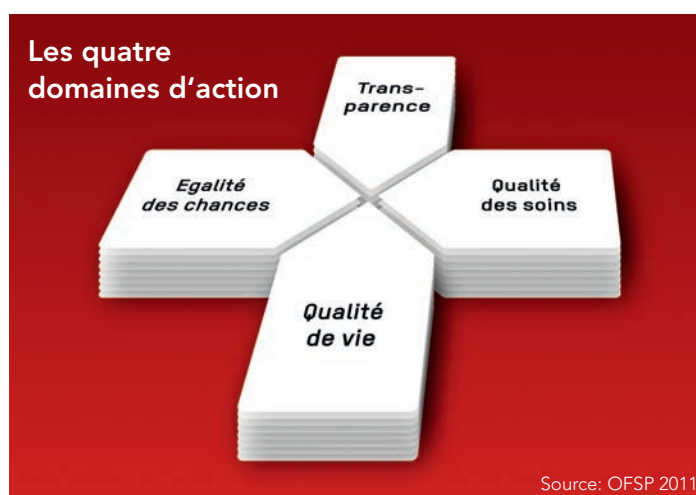 Les quatre
domaines d‘action
Trans-
parence
Egalité
des chances
Qualité
des soins
Qualité
de vie
Source: OFSP 2011